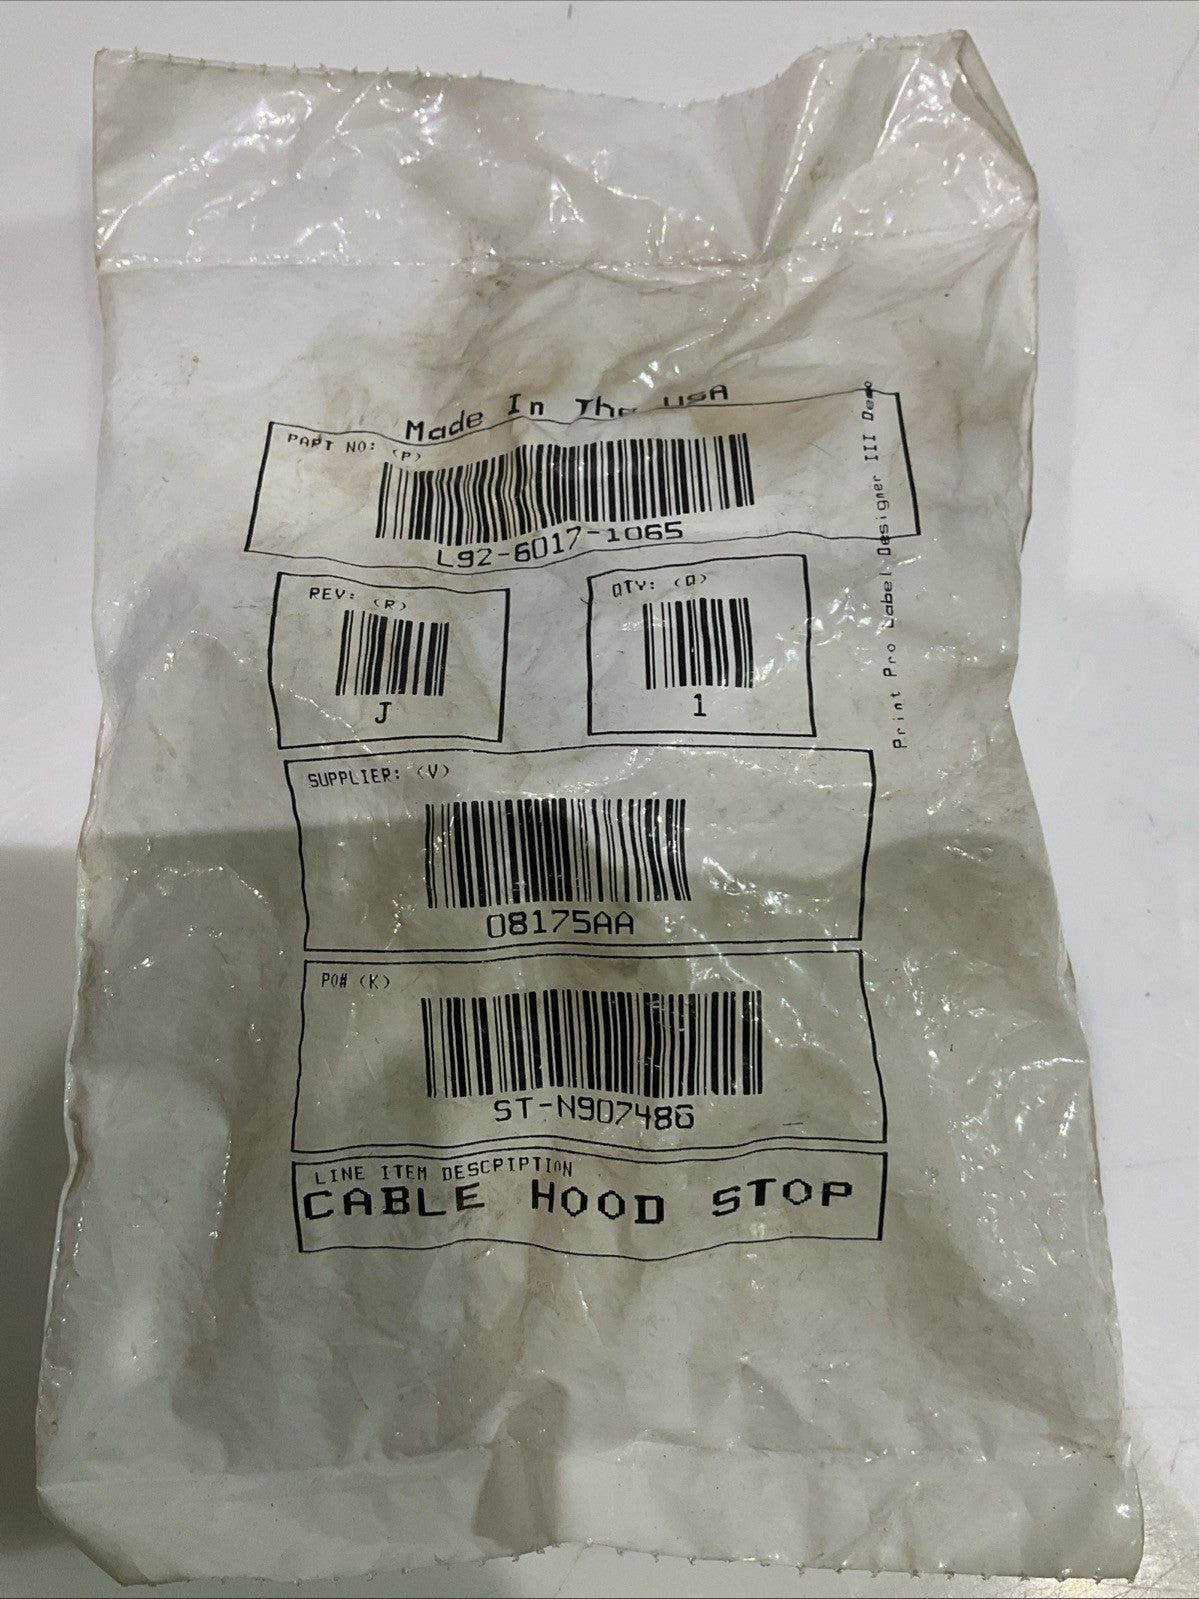 Made In The USA
PART NO: (P)
L92-6017-1065
REV: (R)
J
QTY: (Q)
1
SUPPLIER: (V)
08175AA
PO# (K)
ST-N907486
LINE ITEM DESCRIPTION
CABLE HOOD STOP
Print Pro Label Designer III Demo